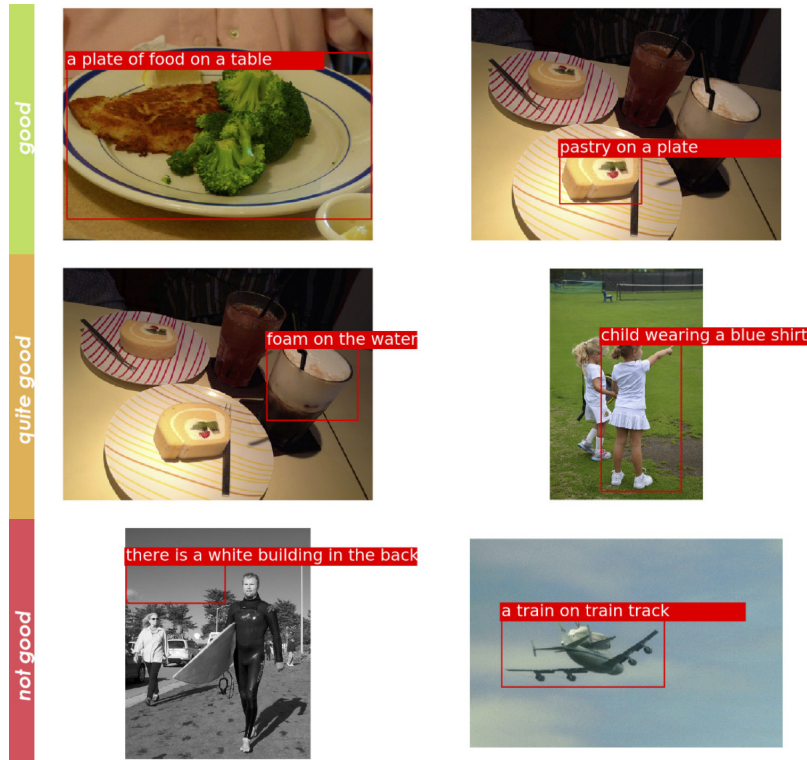 good
a plate of food on a table
pastry on a plate
quite good
foam on the water
child wearing a blue shirt
not good
there is a white building in the back
a train on train track